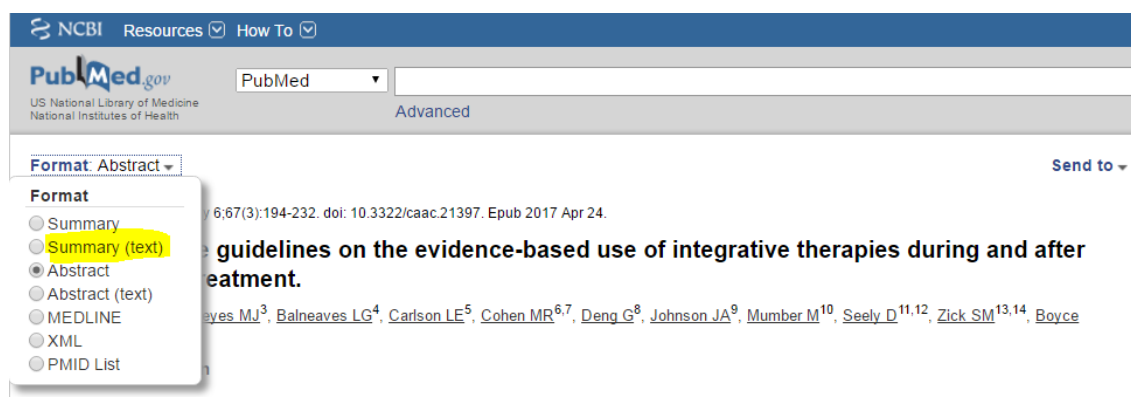 NCBI Resources How To
PubMed.gov
US National Library of Medicine
National Institutes of Health
PubMed
Advanced
Format: Abstract
Send to
Format
Summary
Summary (text)
Abstract
Abstract (text)
MEDLINE
XML
PMID List
6;67(3):194-232. doi: 10.3322/caac.21397. Epub 2017 Apr 24.
guidelines on the evidence-based use of integrative therapies during and after
eatment.
eyes MJ3, Balneaves LG4, Carlson LE5, Cohen MR6,7, Deng G8, Johnson JA9, Mumber M10, Seely D11,12, Zick SM13,14, Boyce